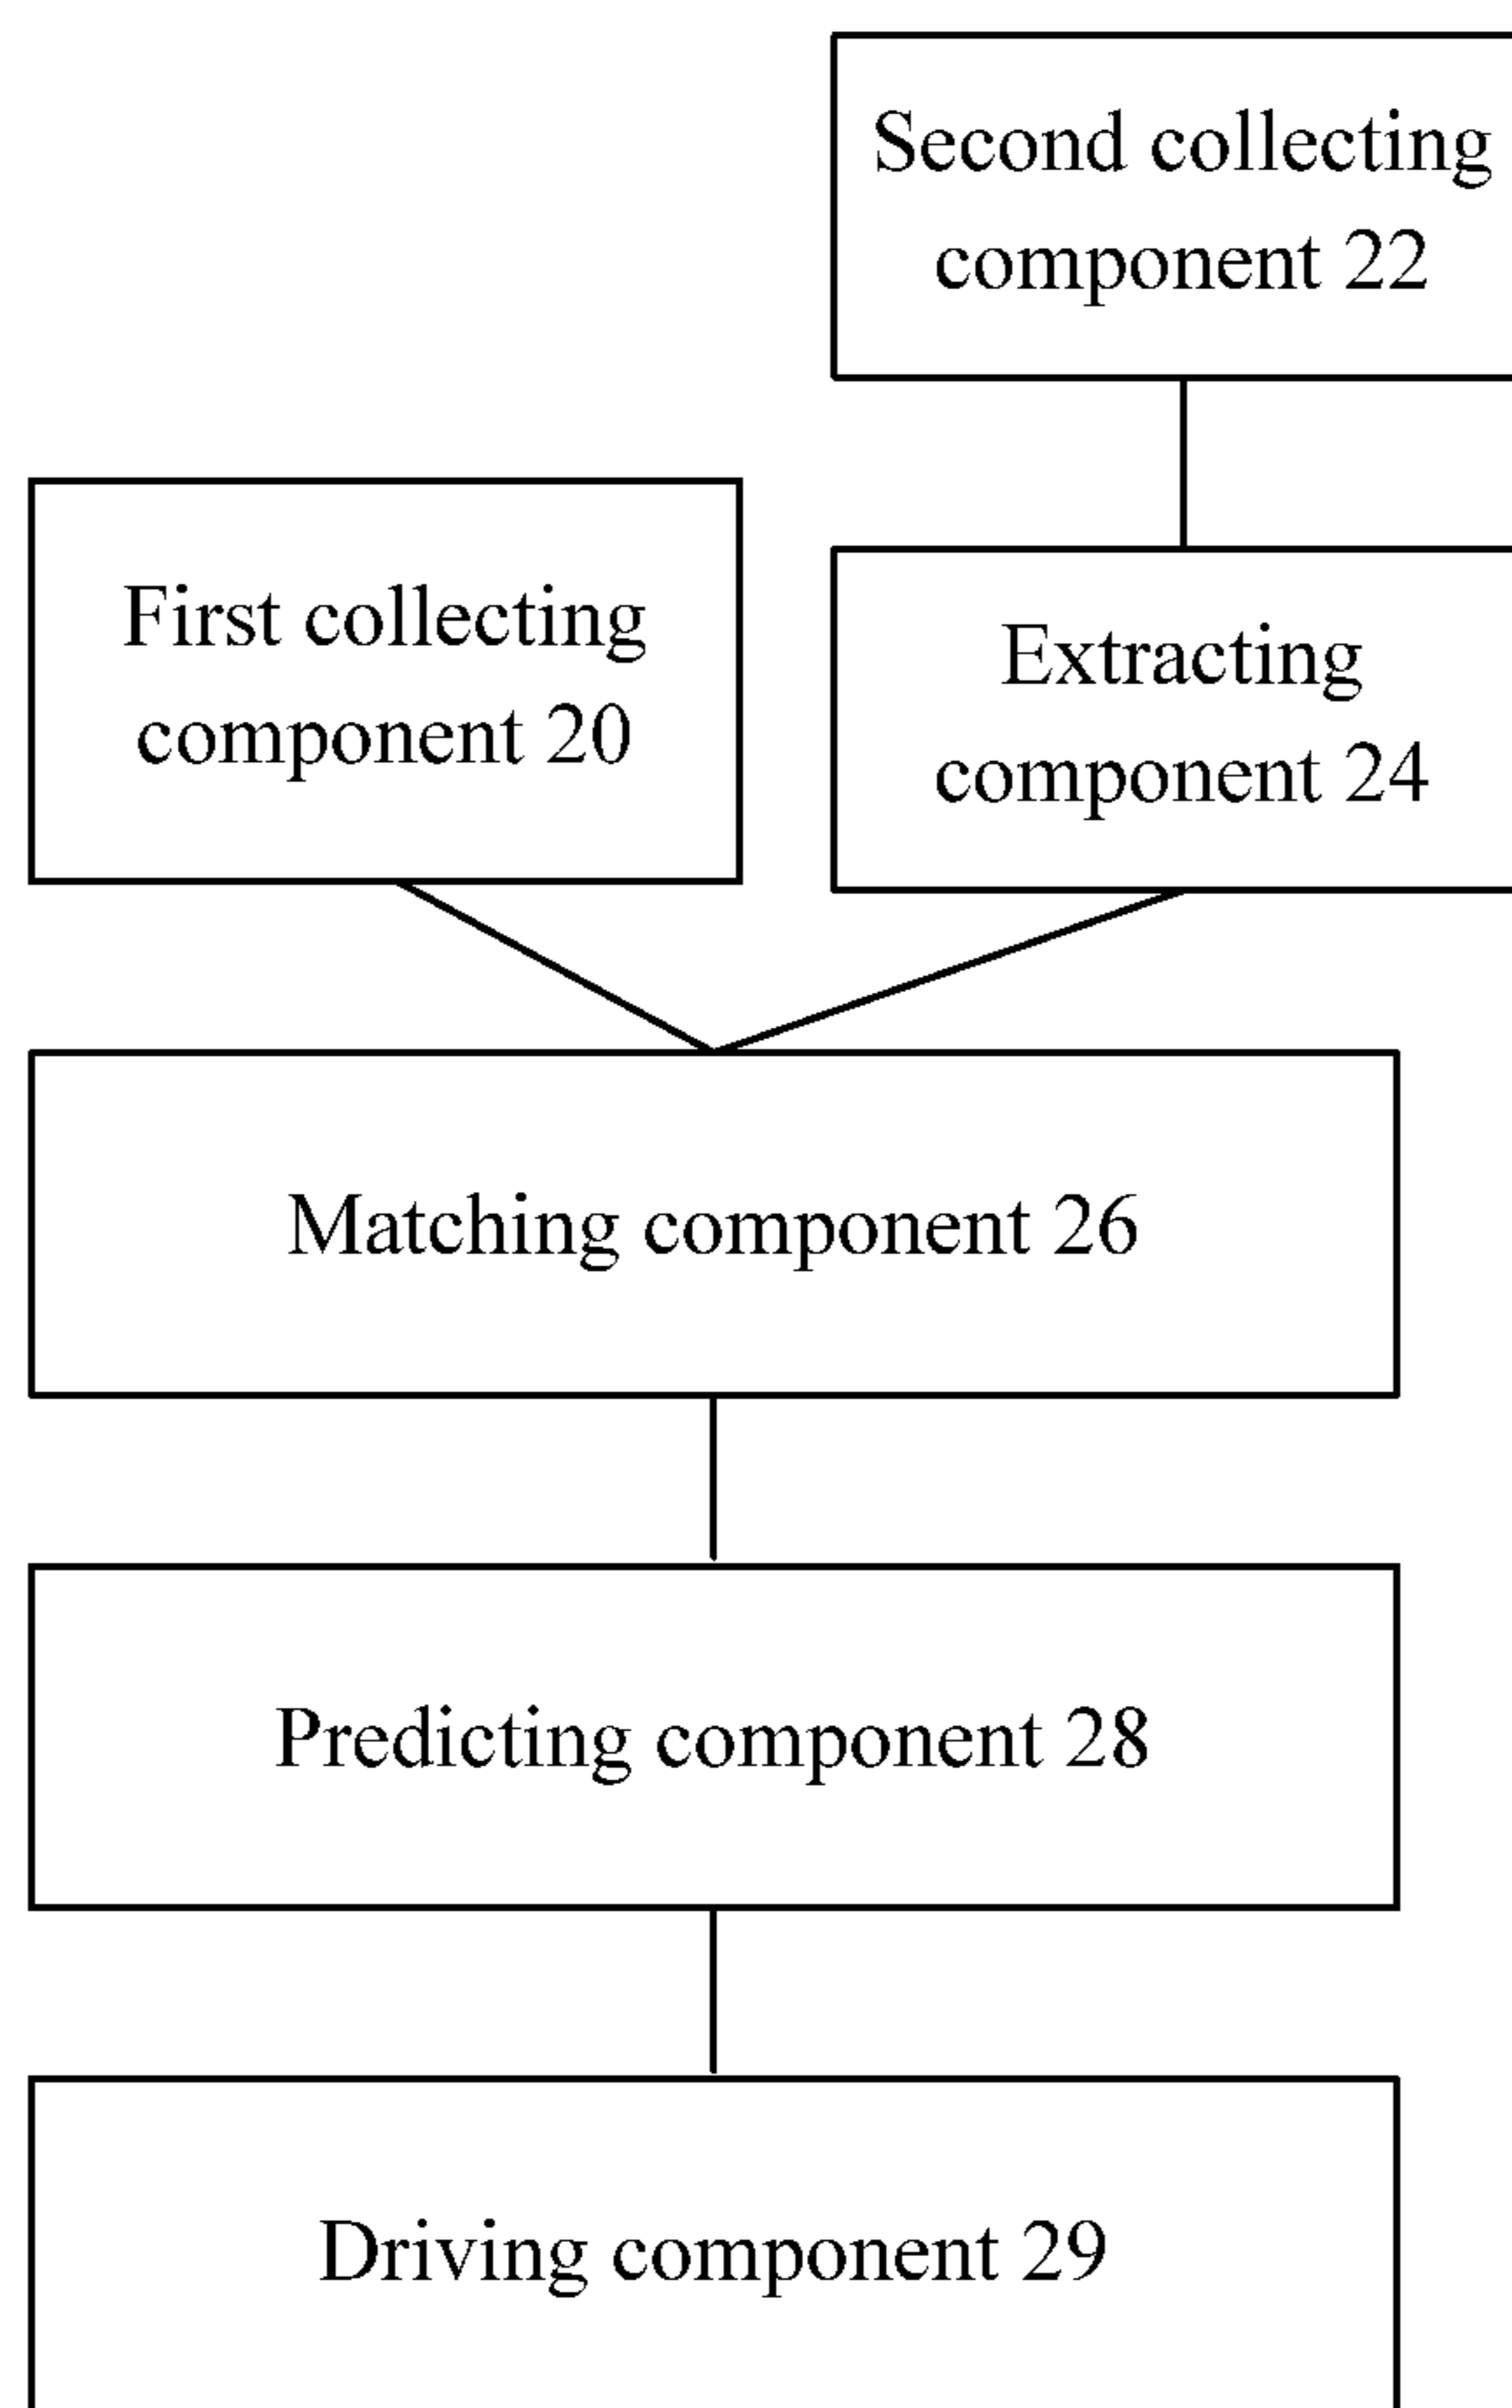 Second collecting
component 22
First collecting
component 20
Extracting
component 24
Matching component 26
Predicting component 28
Driving component 29